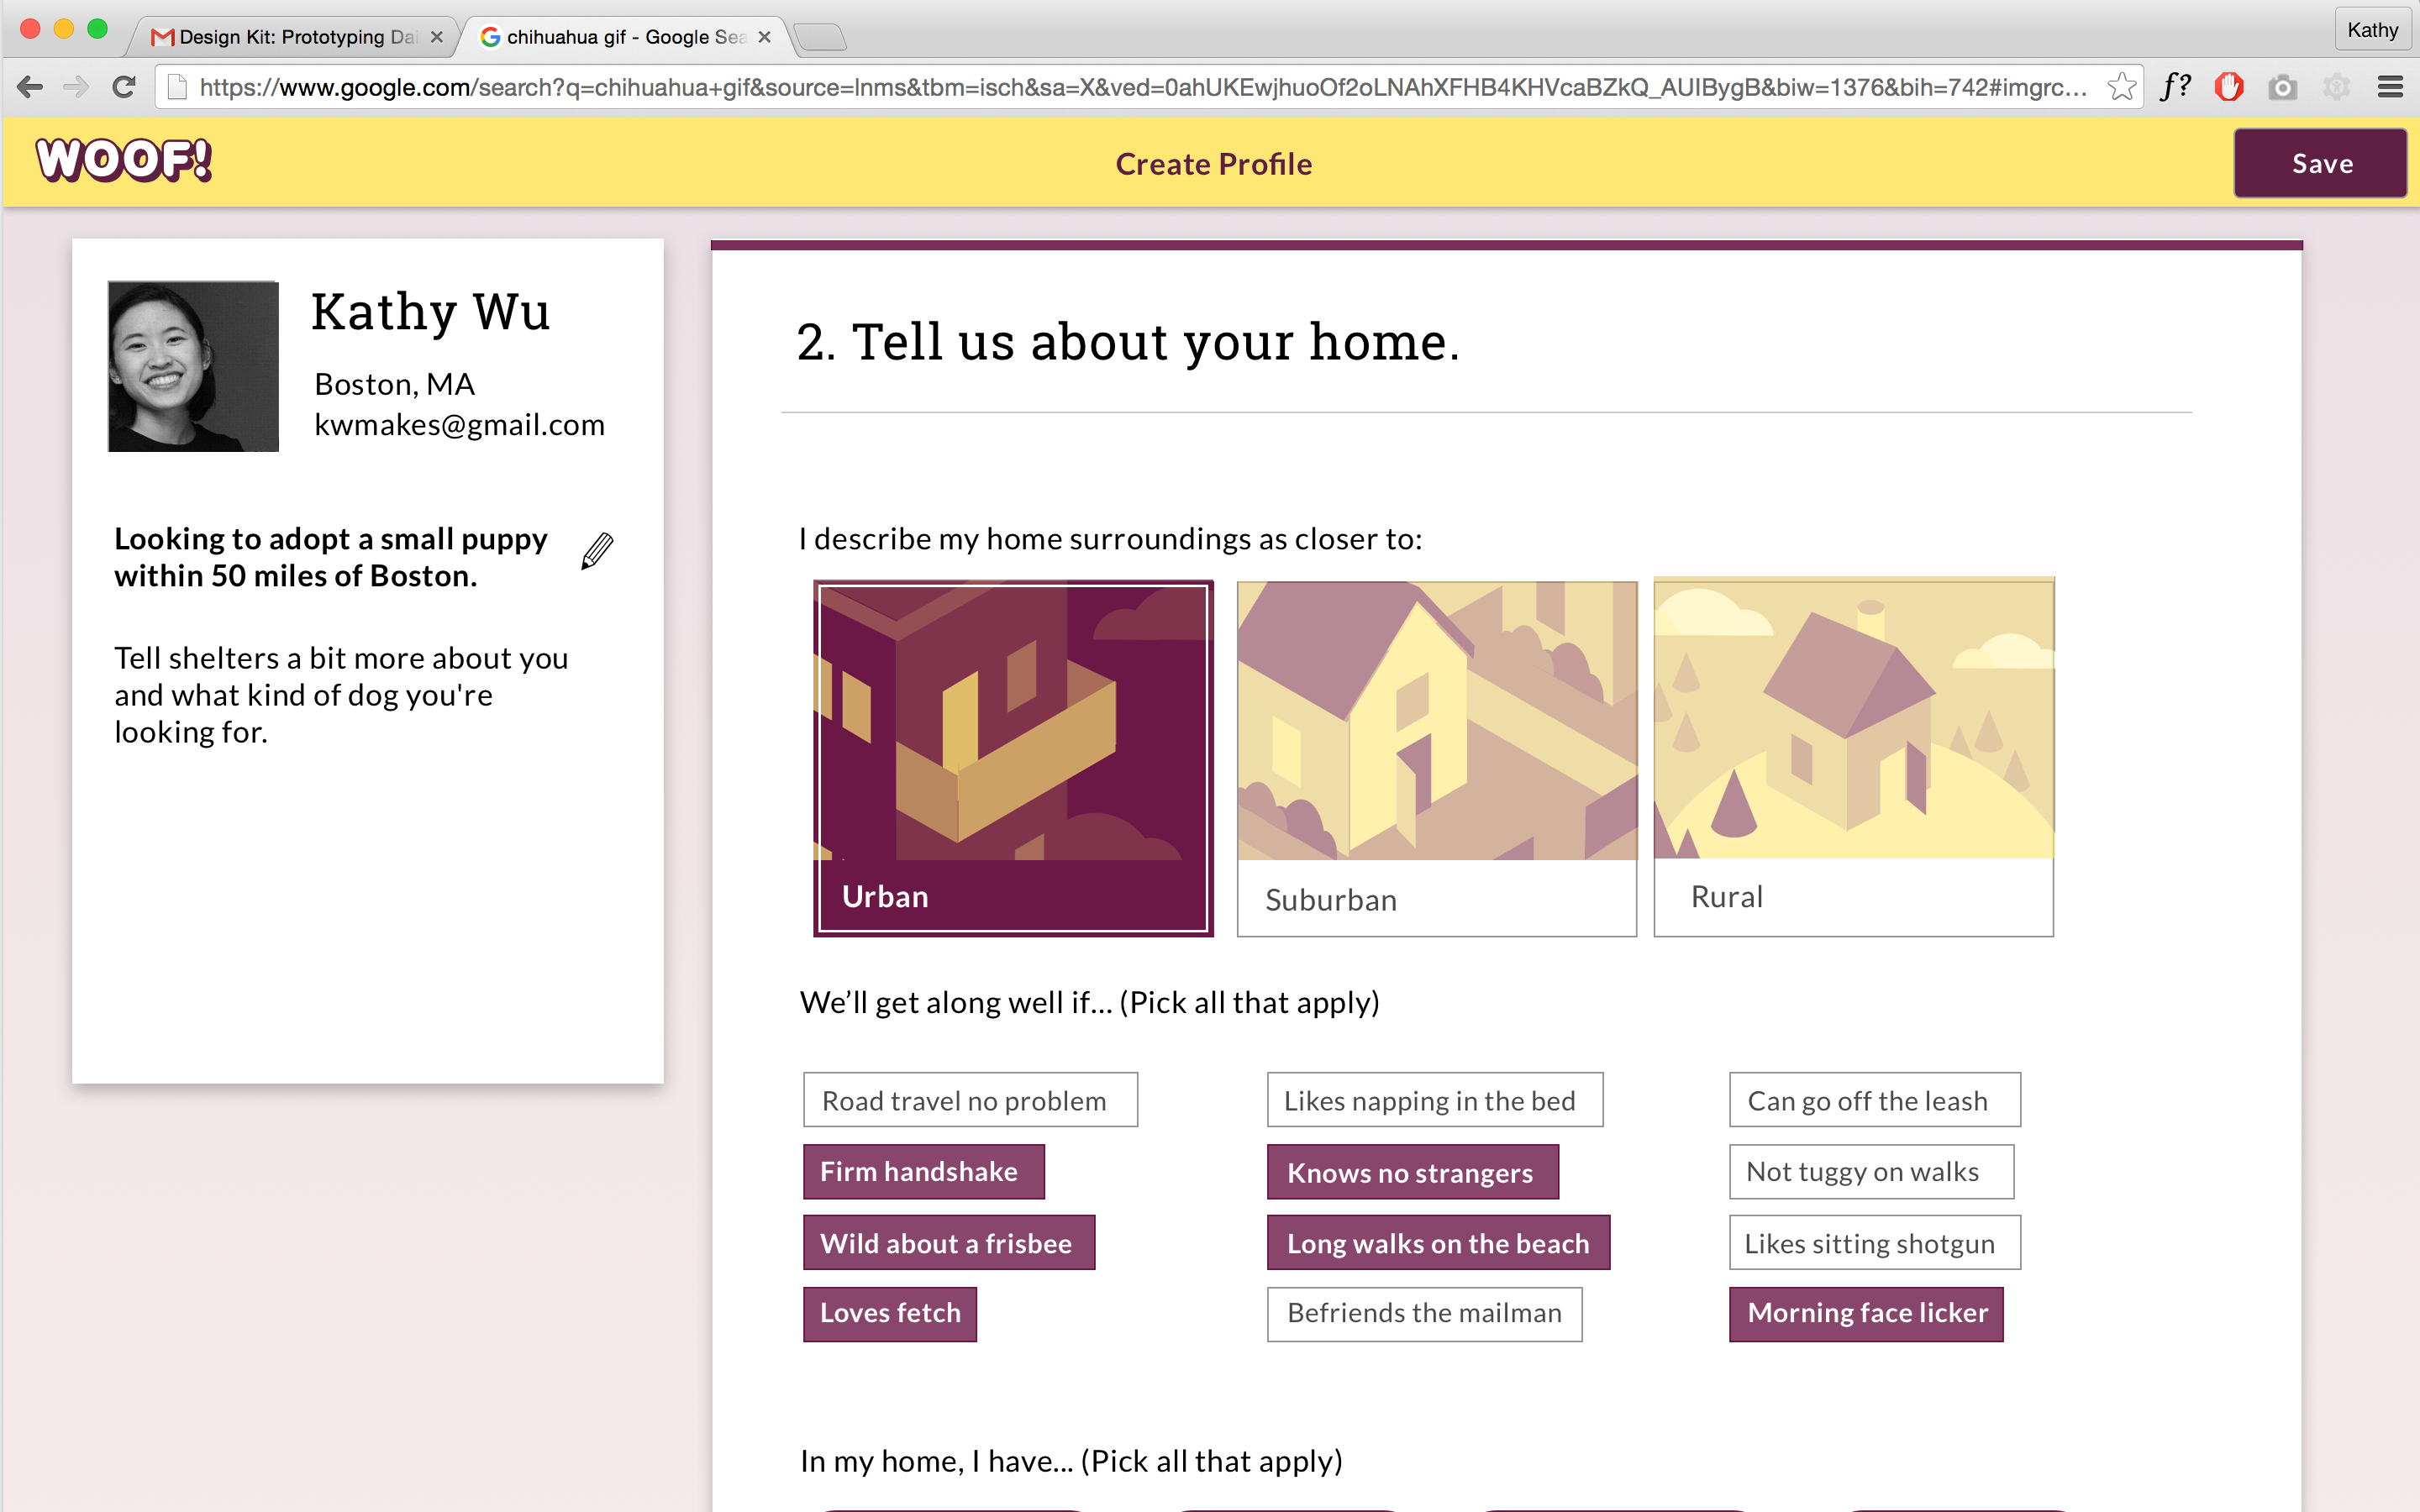 Design Kit: Prototyping Dai
chihuahua gif - Google Sea
Kathy
https://www.google.com/search?q=chihuahua+gif&source=lnms&tbm=isch&sa=X&ved=0ahUKEwjhuoOf2oLNAhXFHB4KHVcaBZkQ_AUIBygB&biw=1376&bih=742#imgrc...
f?
WOOF!
Create Profile
Save
Kathy Wu
Boston, MA
kwmakes@gmail.com
Looking to adopt a small puppy
within 50 miles of Boston.
Tell shelters a bit more about you
and what kind of dog you're
looking for.
2. Tell us about your home.
I describe my home surroundings as closer to:
Urban
Suburban
Rural
We’ll get along well if... (Pick all that apply)
Road travel no problem
Likes napping in the bed
Can go off the leash
Firm handshake
Knows no strangers
Not tuggy on walks
Wild about a frisbee
Long walks on the beach
Likes sitting shotgun
Loves fetch
Befriends the mailman
Morning face licker
In my home, I have... (Pick all that apply)